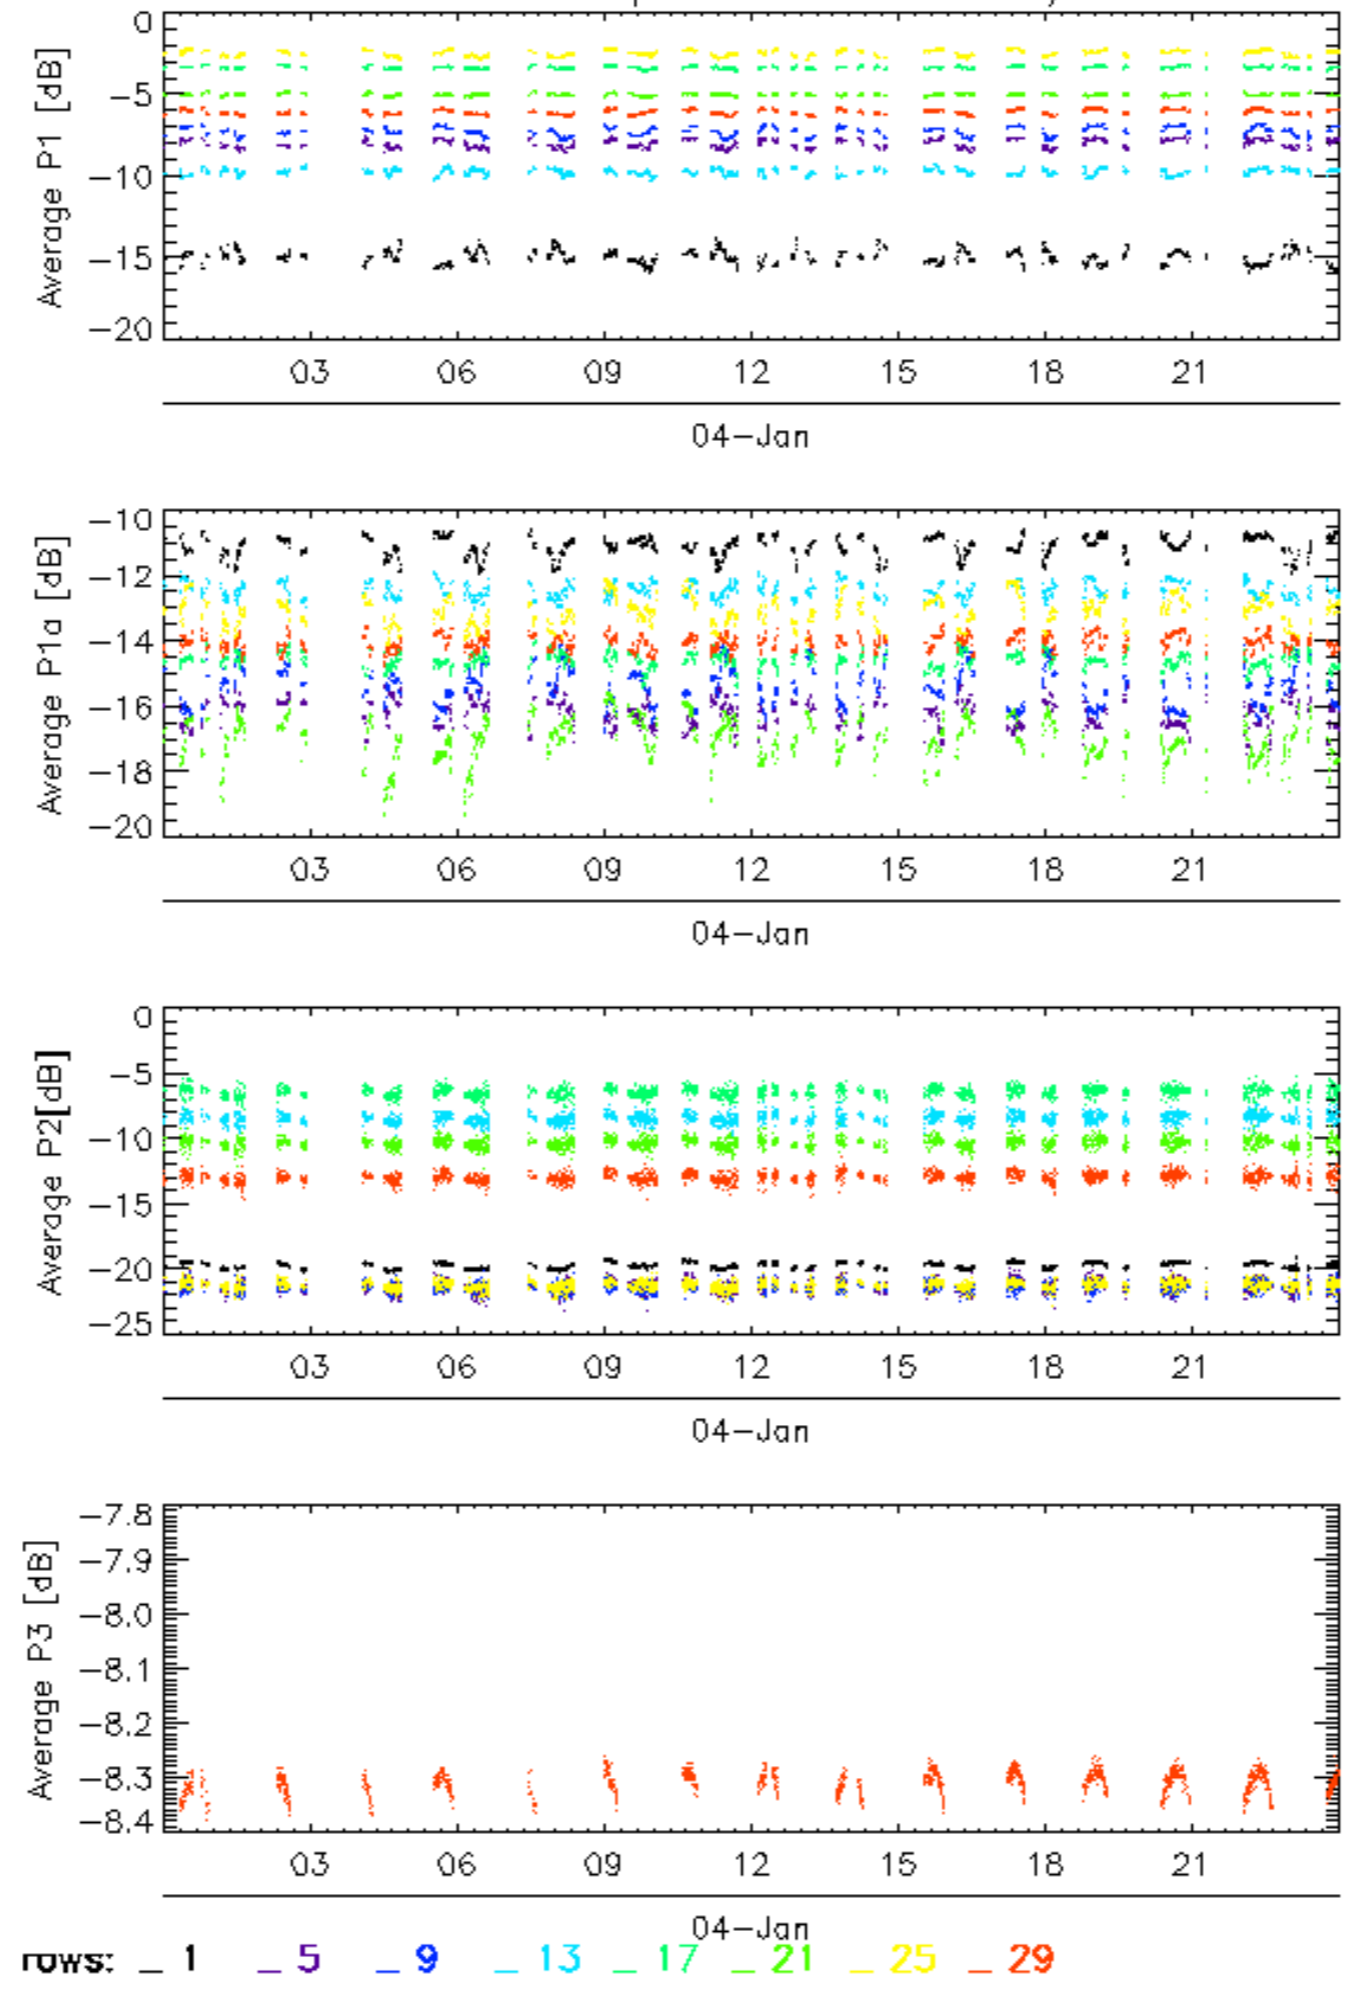 0
−5
−10
−15
−20
Average P1 [dB]
03 06 09 12 15 18 21
04−Jan
−10
−12
−14
−16
−18
−20
Average P1a [dB]
03 06 09 12 15 18 21
04−Jan
0
−5
−10
−15
−20
−25
Average P2[dB]
03 06 09 12 15 18 21
04−Jan
−7.8
−7.9
−8.0
−8.1
−8.2
−8.3
−8.4
Average P3 [dB]
03 06 09 12 15 18 21
04−Jan
rows: _ 1 _ 5 _ 9 _ 13 _ 17 _ 21 _ 25 _ 29